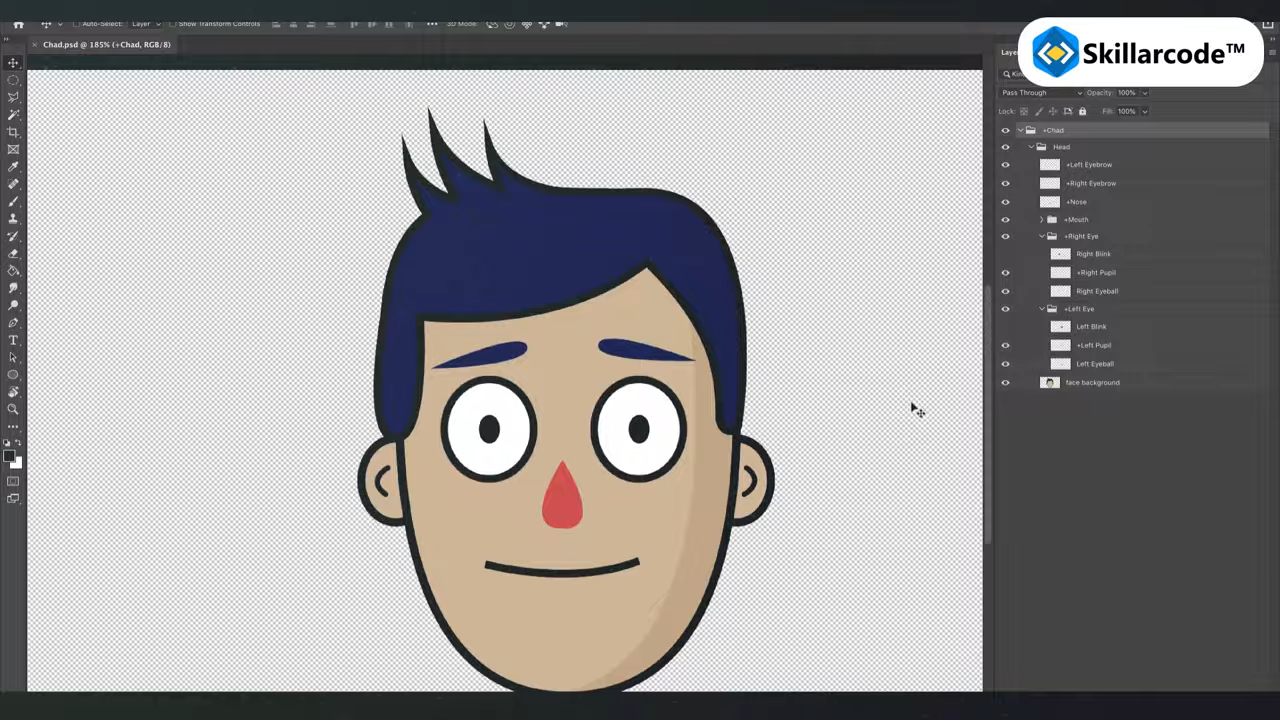 Auto-Select: Layer Show Transform Controls 3D Mode:
Skillarcode™
× Chad.psd @ 185% (+Chad, RGB/8)
Pass Through Opacity: 100%
Lock: Fill: 100%
+Chad
Head
+Left Eyebrow
+Right Eyebrow
+Nose
+Mouth
+Right Eye
Right Blink
+Right Pupil
Right Eyeball
+Left Eye
Left Blink
+Left Pupil
Left Eyeball
face background